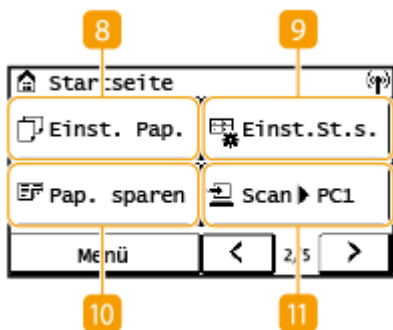 8 9
Startseite
Einst. Pap. Einst.St.s.
Pap. sparen Scan PC1
Menü < 2/5 >
10 11